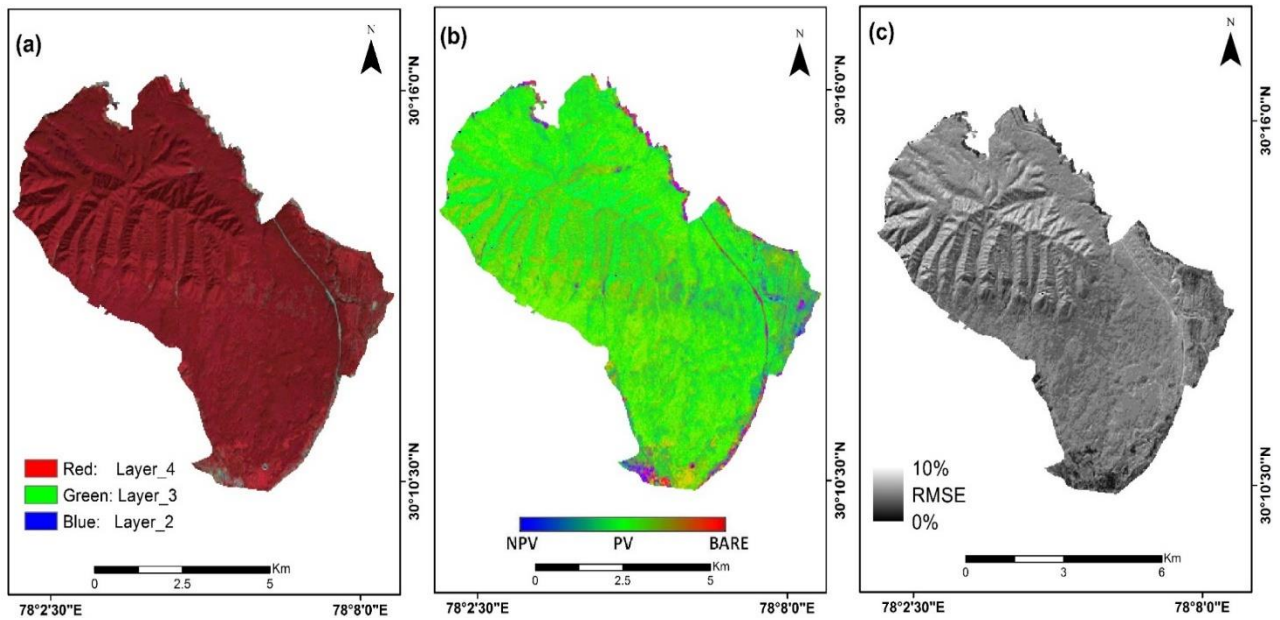 (a)
N
30°16'0"N
Red: Layer_4
Green: Layer_3
Blue: Layer_2
30°10'30"N
Km
0 2.5 5
78°2'30"E 78°8'0"E
(b)
N
30°16'0"N
NPV PV BARE
30°10'30"N
Km
0 2.5 5
78°2'30"E 78°8'0"E
(c)
N
30°16'0"N
10%
RMSE
0%
30°10'30"N
Km
0 3 6
78°2'30"E 78°8'0"E